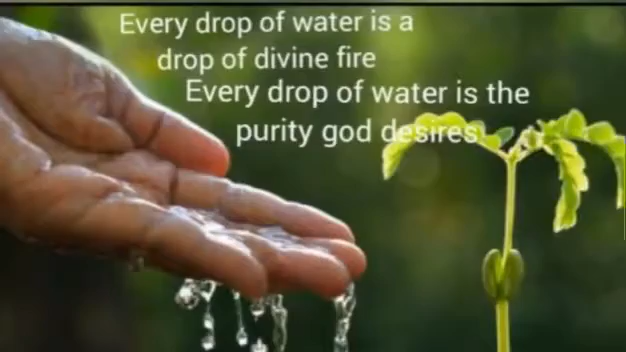 Every drop of water is a
drop of divine fire
Every drop of water is the
purity god desires